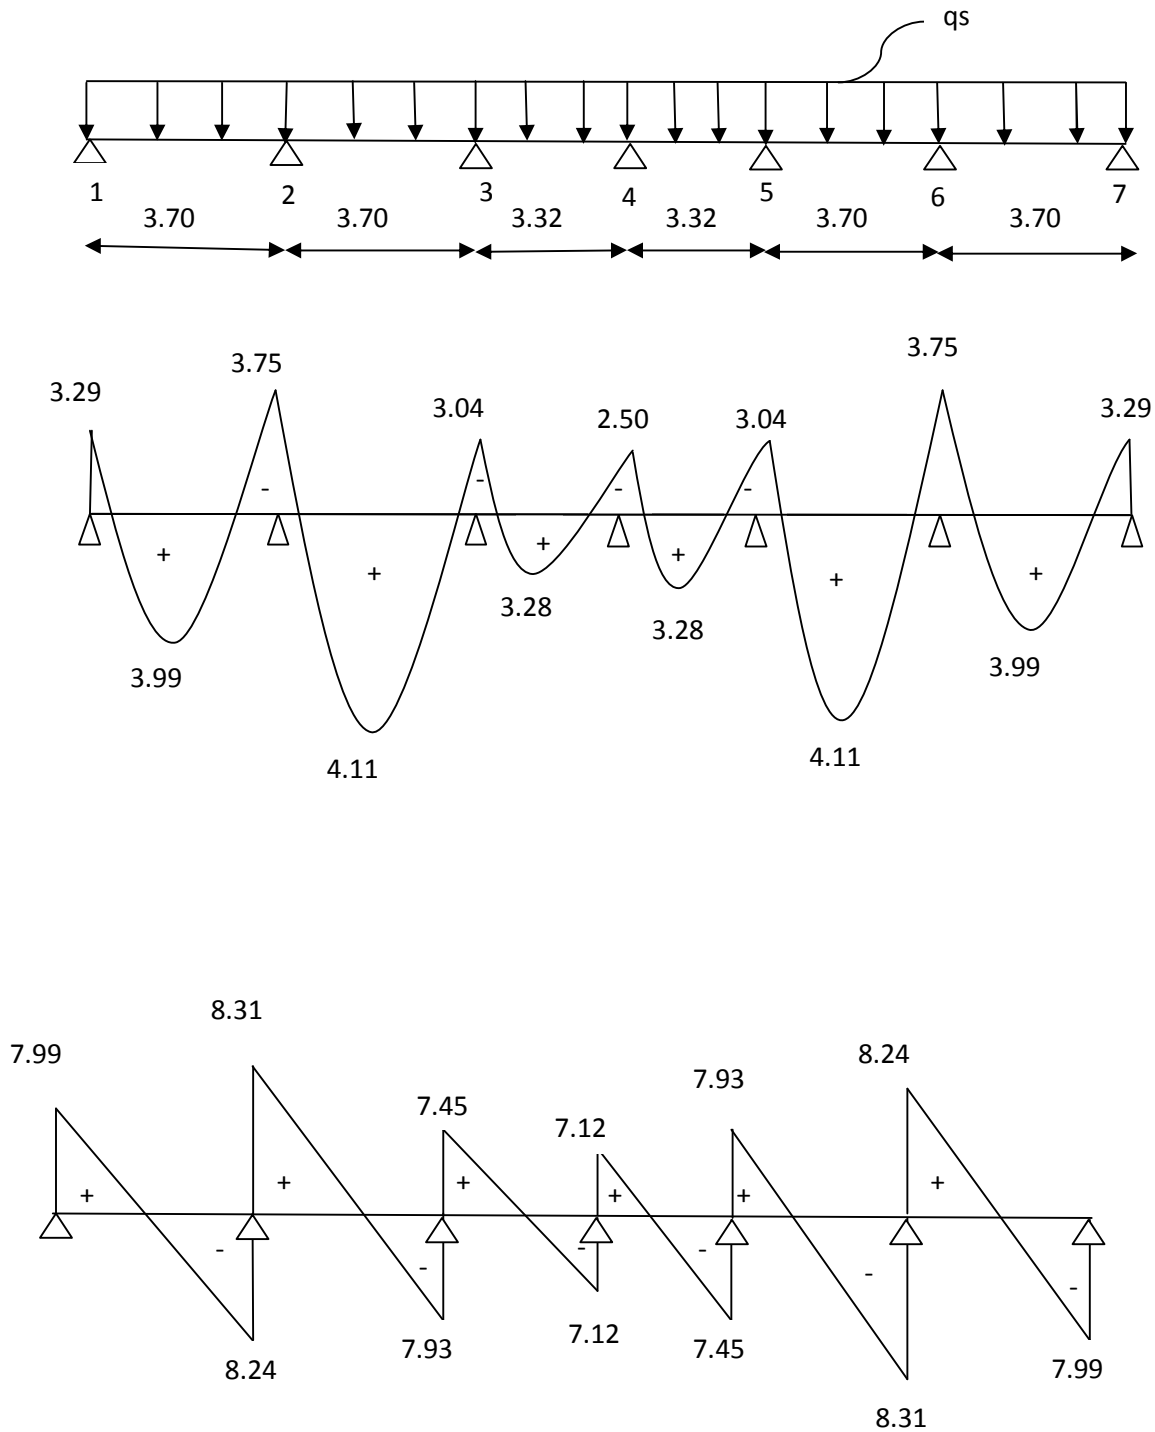 qs
1 2 3 4 5 6 7
3.70 3.70 3.32 3.32 3.70 3.70
3.29 3.75 3.04 2.50 3.04 3.75 3.29
- - - -
+ + + + + +
3.99 4.11 3.28 3.28 4.11 3.99
7.99 8.31 7.45 7.12 7.93 8.24
+ + + + + +
- - - - - -
8.24 7.93 7.12 7.45 8.31 7.99